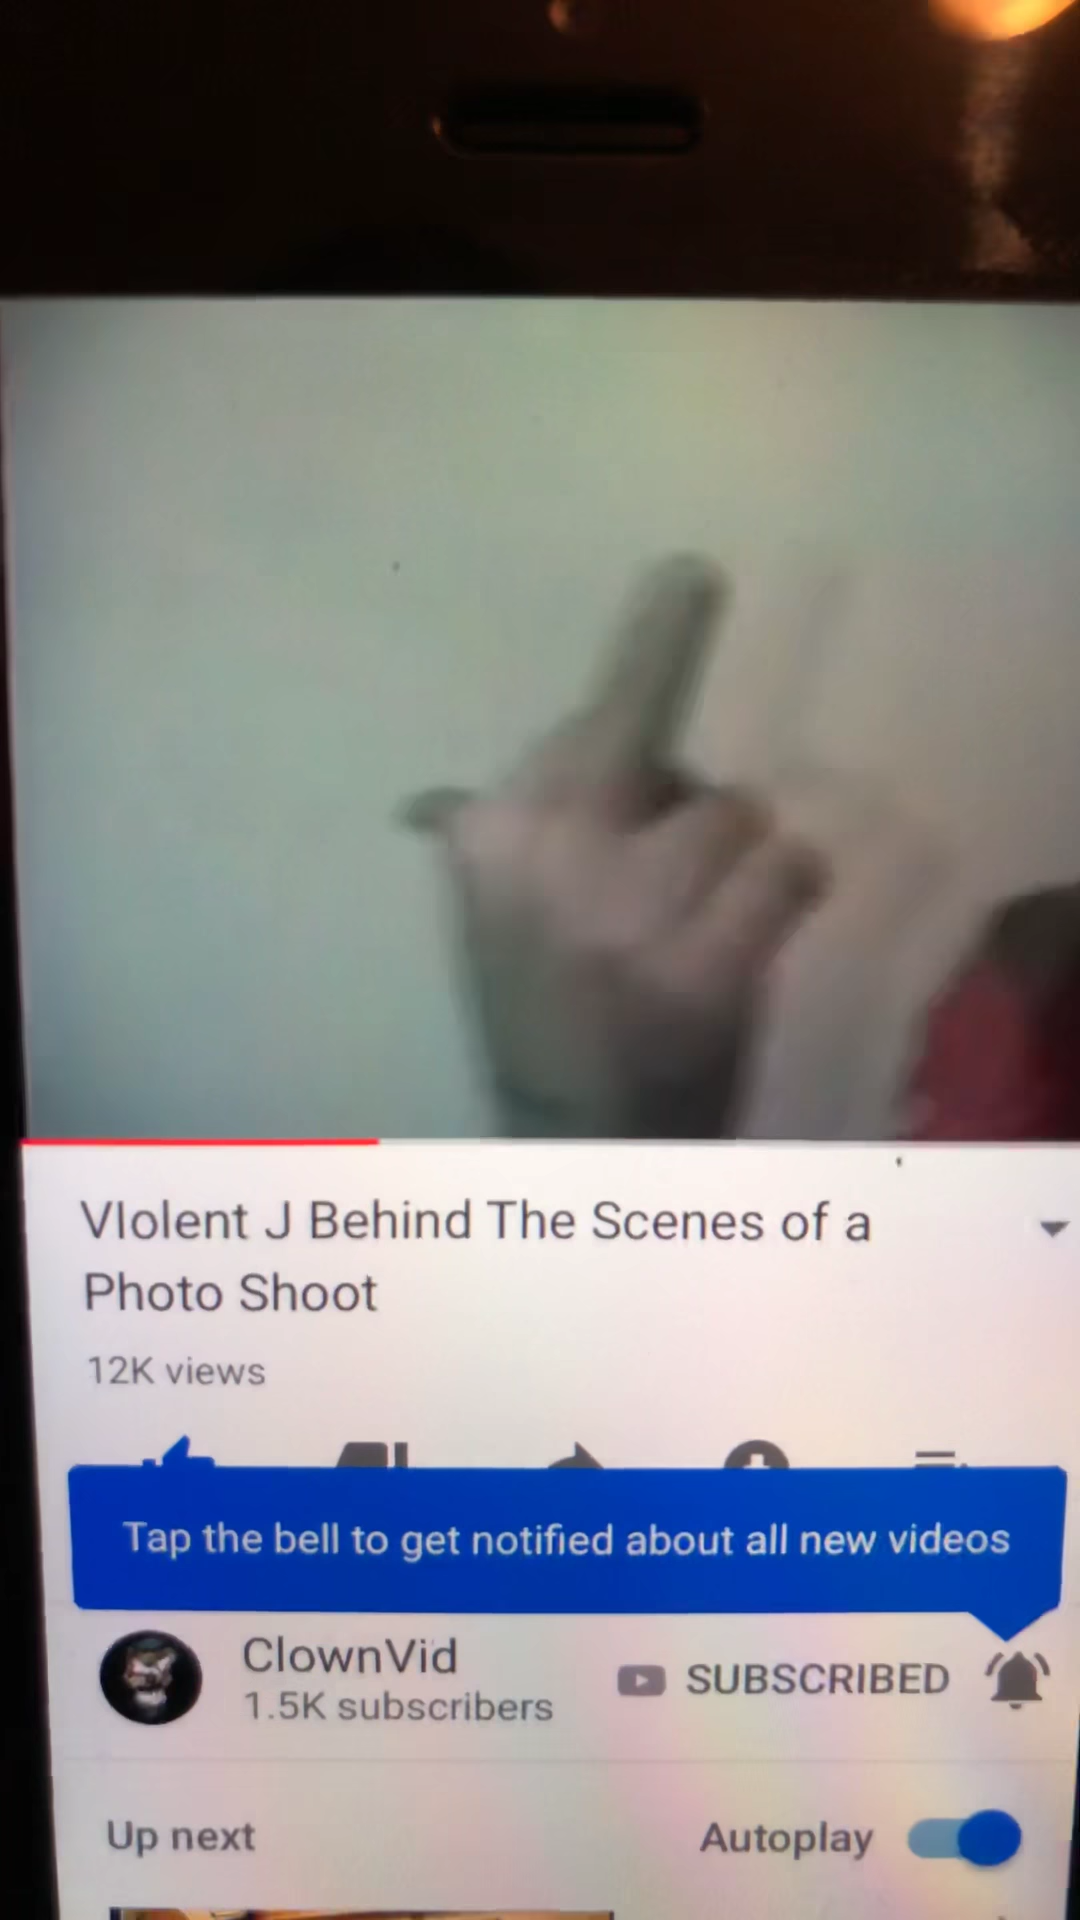 VIolent J Behind The Scenes of a
Photo Shoot
12K views
Tap the bell to get notified about all new videos
ClownVid
SUBSCRIBED
1.5K subscribers
Up next
Autoplay